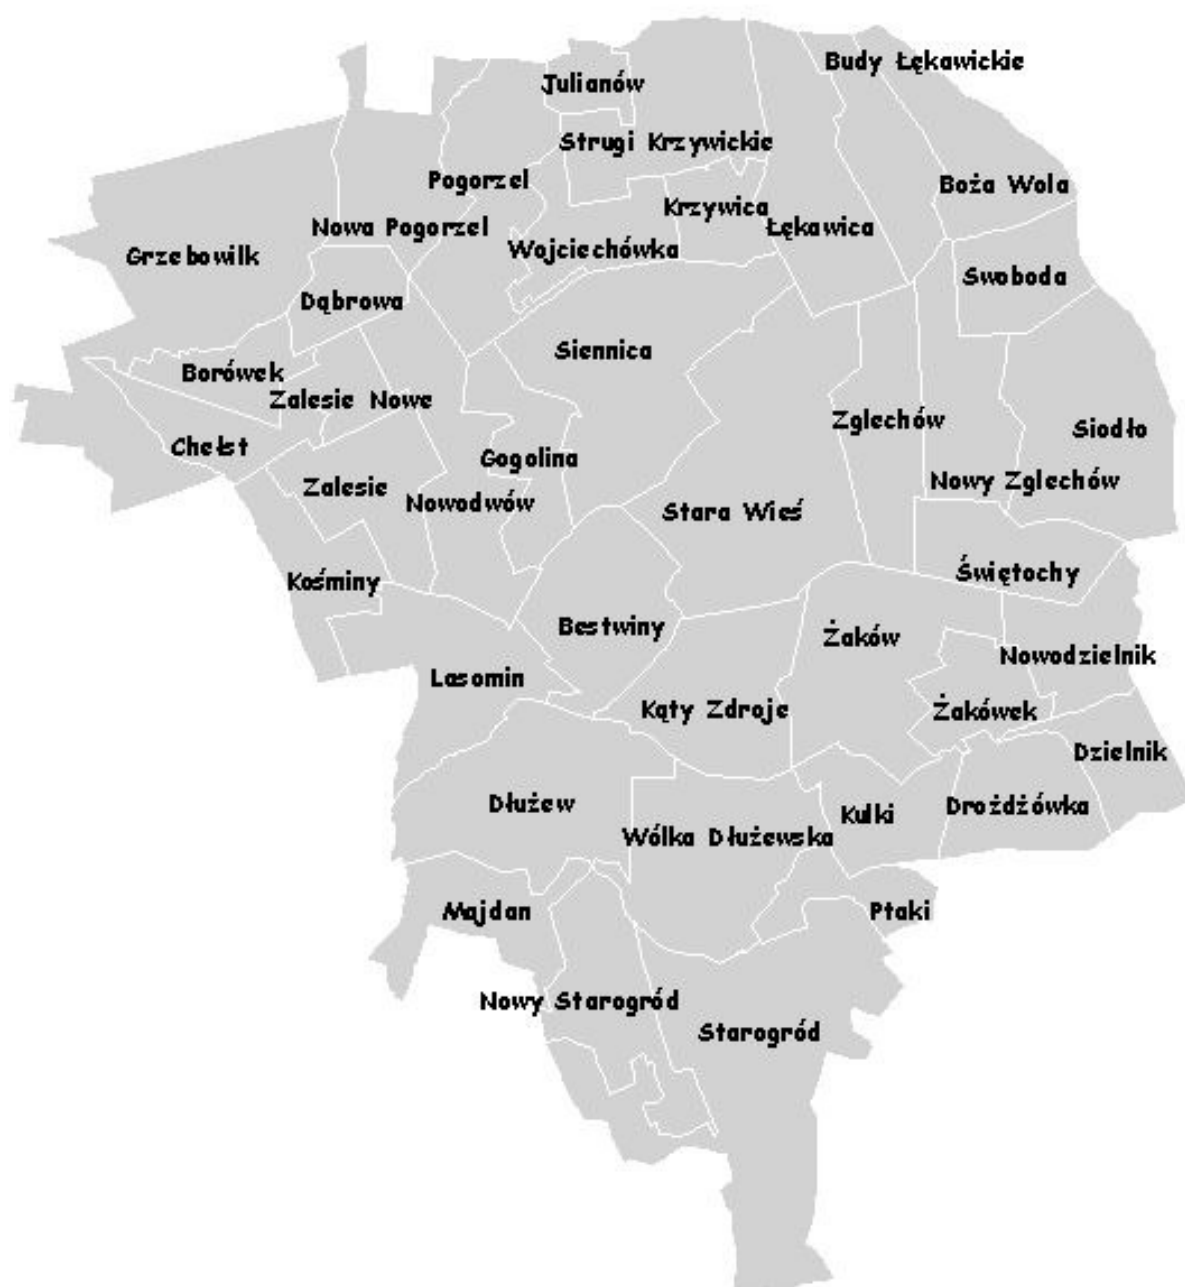 Budy Łękawickie
Julianów
Strugi Krzywickie
Pogorzel
Boża Wola
Krzywica
Nowa Pogorzel
Łękawica
Wojciechówka
Grzebowilk
Swoboda
Dąbrowa
Siennica
Borówek
Zalesie Nowe
Zglechów
Siodło
Chełst
Gogolina
Zalesie
Nowy Zglechów
Nowodwów
Stara Wieś
Świętochy
Kośminy
Bestwiny
Żaków
Nowodzielnik
Lasomin
Kąty Zdroje
Żakówek
Dzielnik
Dłużew
Drożdżówka
Kulki
Wólka Dłużewska
Majdan
Ptaki
Nowy Starogród
Starogród